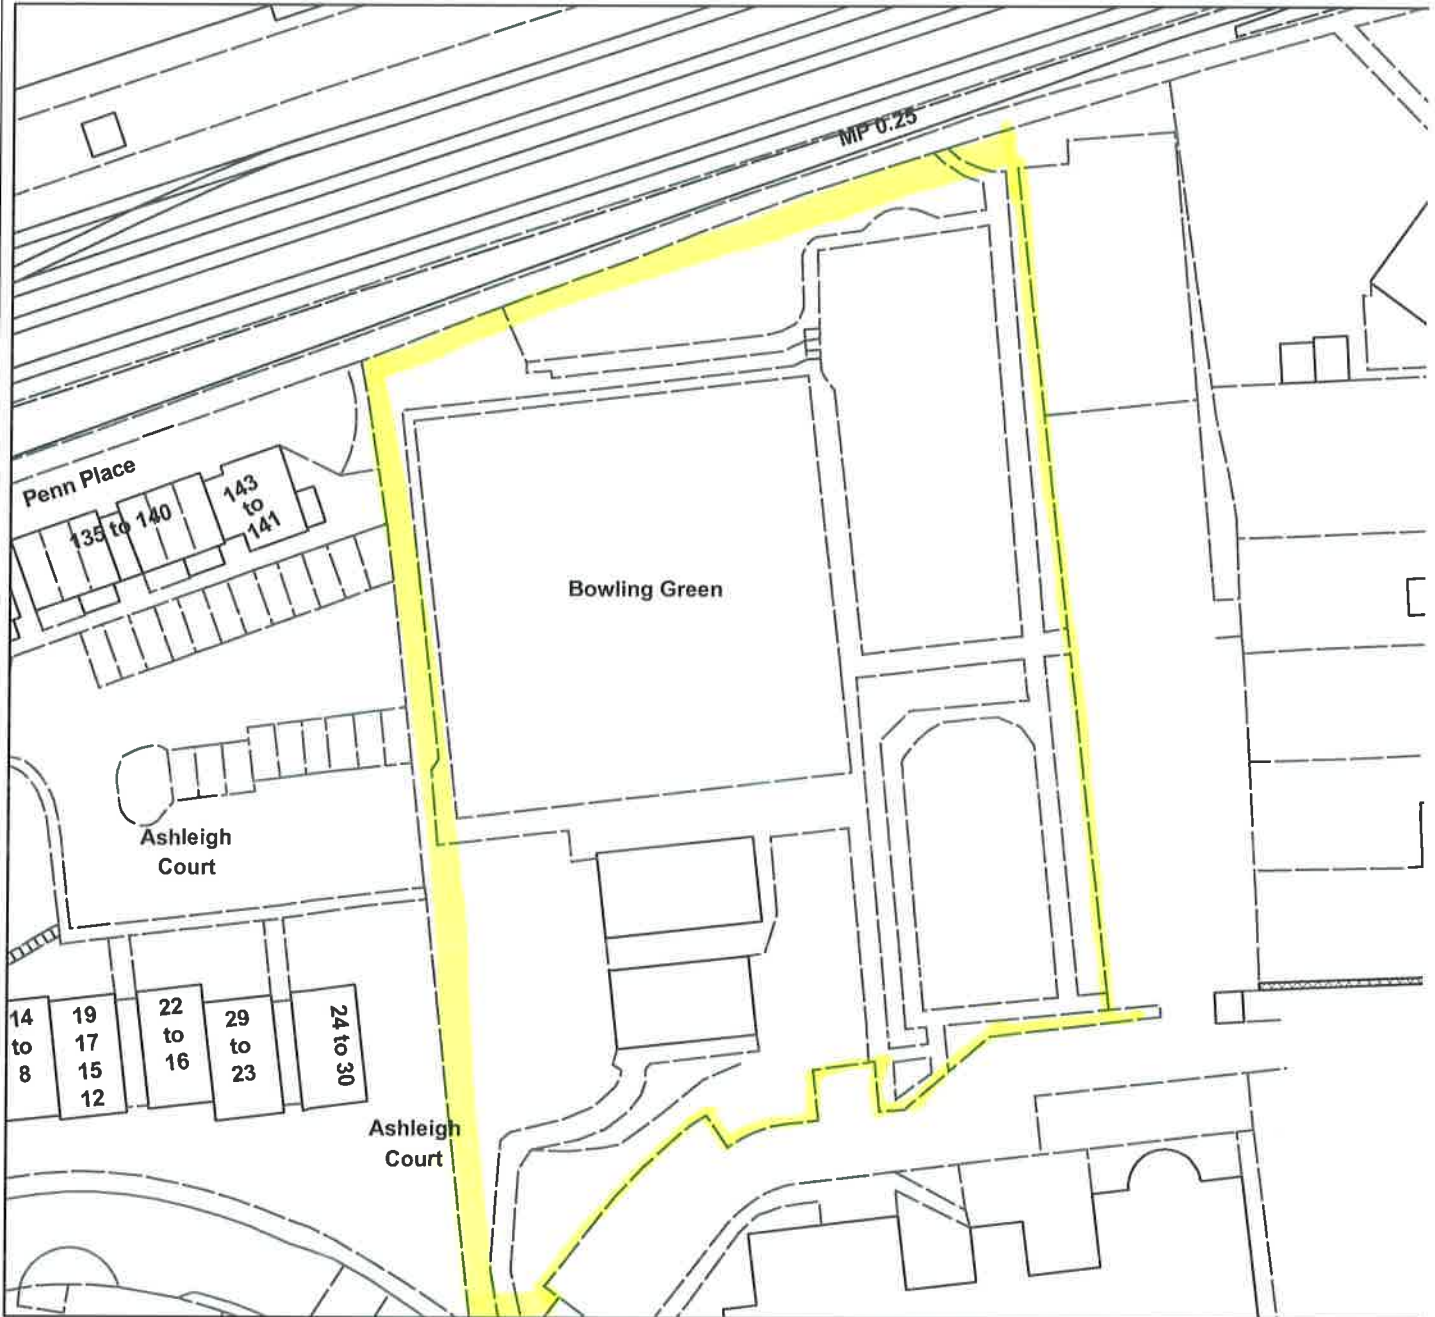 MP 0.25
Penn Place
135 to 140
143
to
141
Bowling Green
Ashleigh
Court
14
to
8
19
17
15
12
22
to
16
29
to
23
24 to 30
Ashleigh
Court